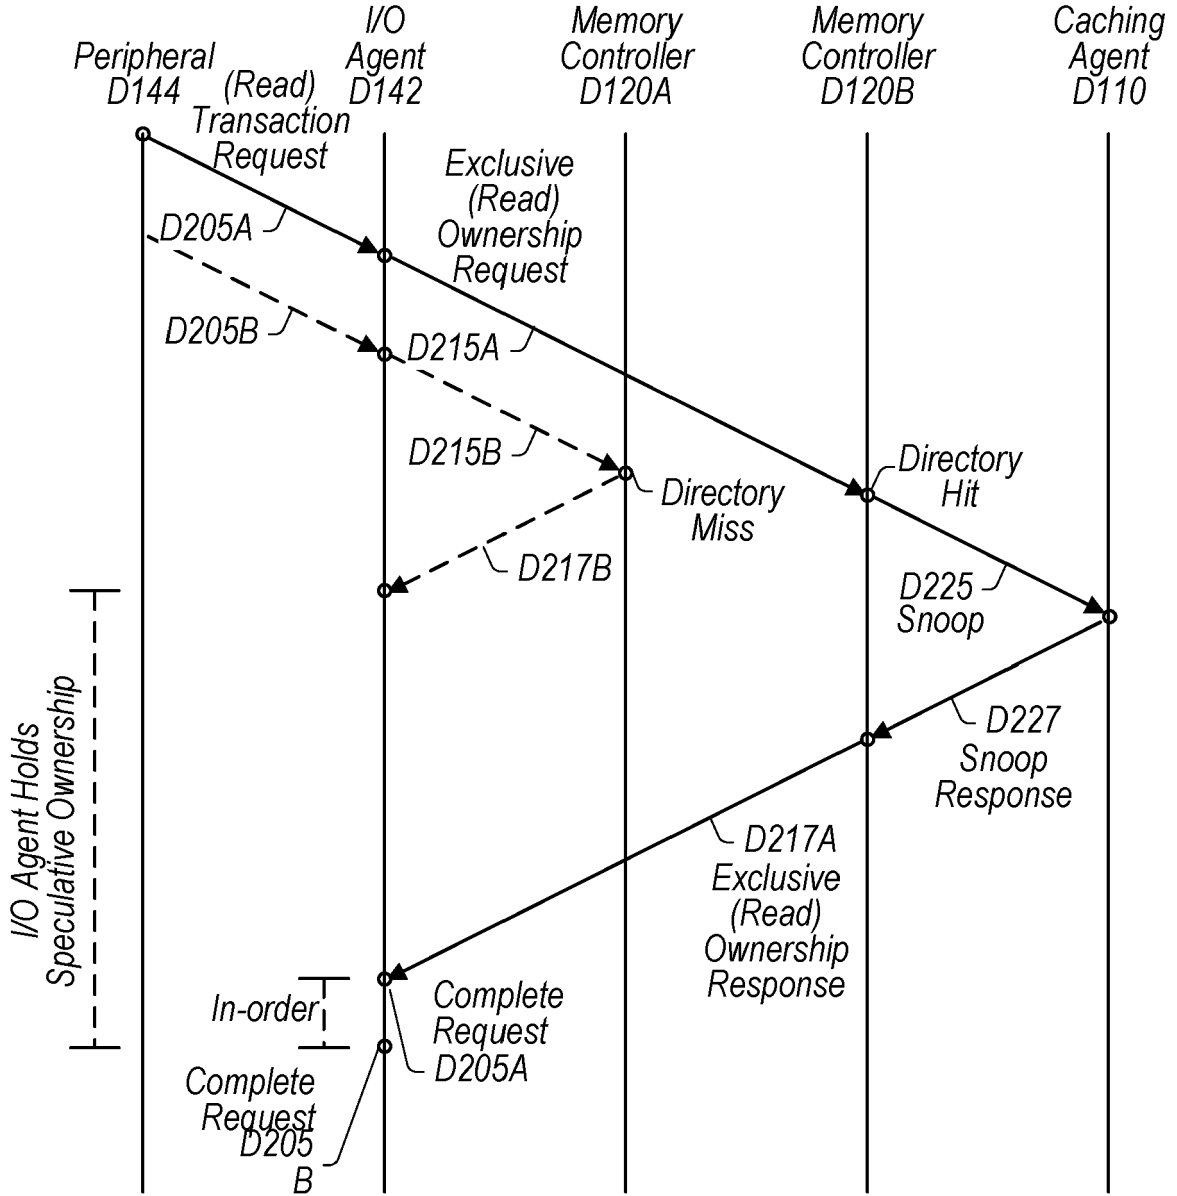 Peripheral
D144
I/O
Agent
D142
Memory
Controller
D120A
Memory
Controller
D120B
Caching
Agent
D110
(Read)
Transaction
Request
Exclusive
(Read)
Ownership
Request
D205A
D205B
D215A
D215B
Directory
Miss
Directory
Hit
D217B
D225
Snoop
D227
Snoop
Response
D217A
Exclusive
(Read)
Ownership
Response
I/O Agent Holds
Speculative Ownership
In-order
Complete
Request
D205A
Complete
Request
D205
B